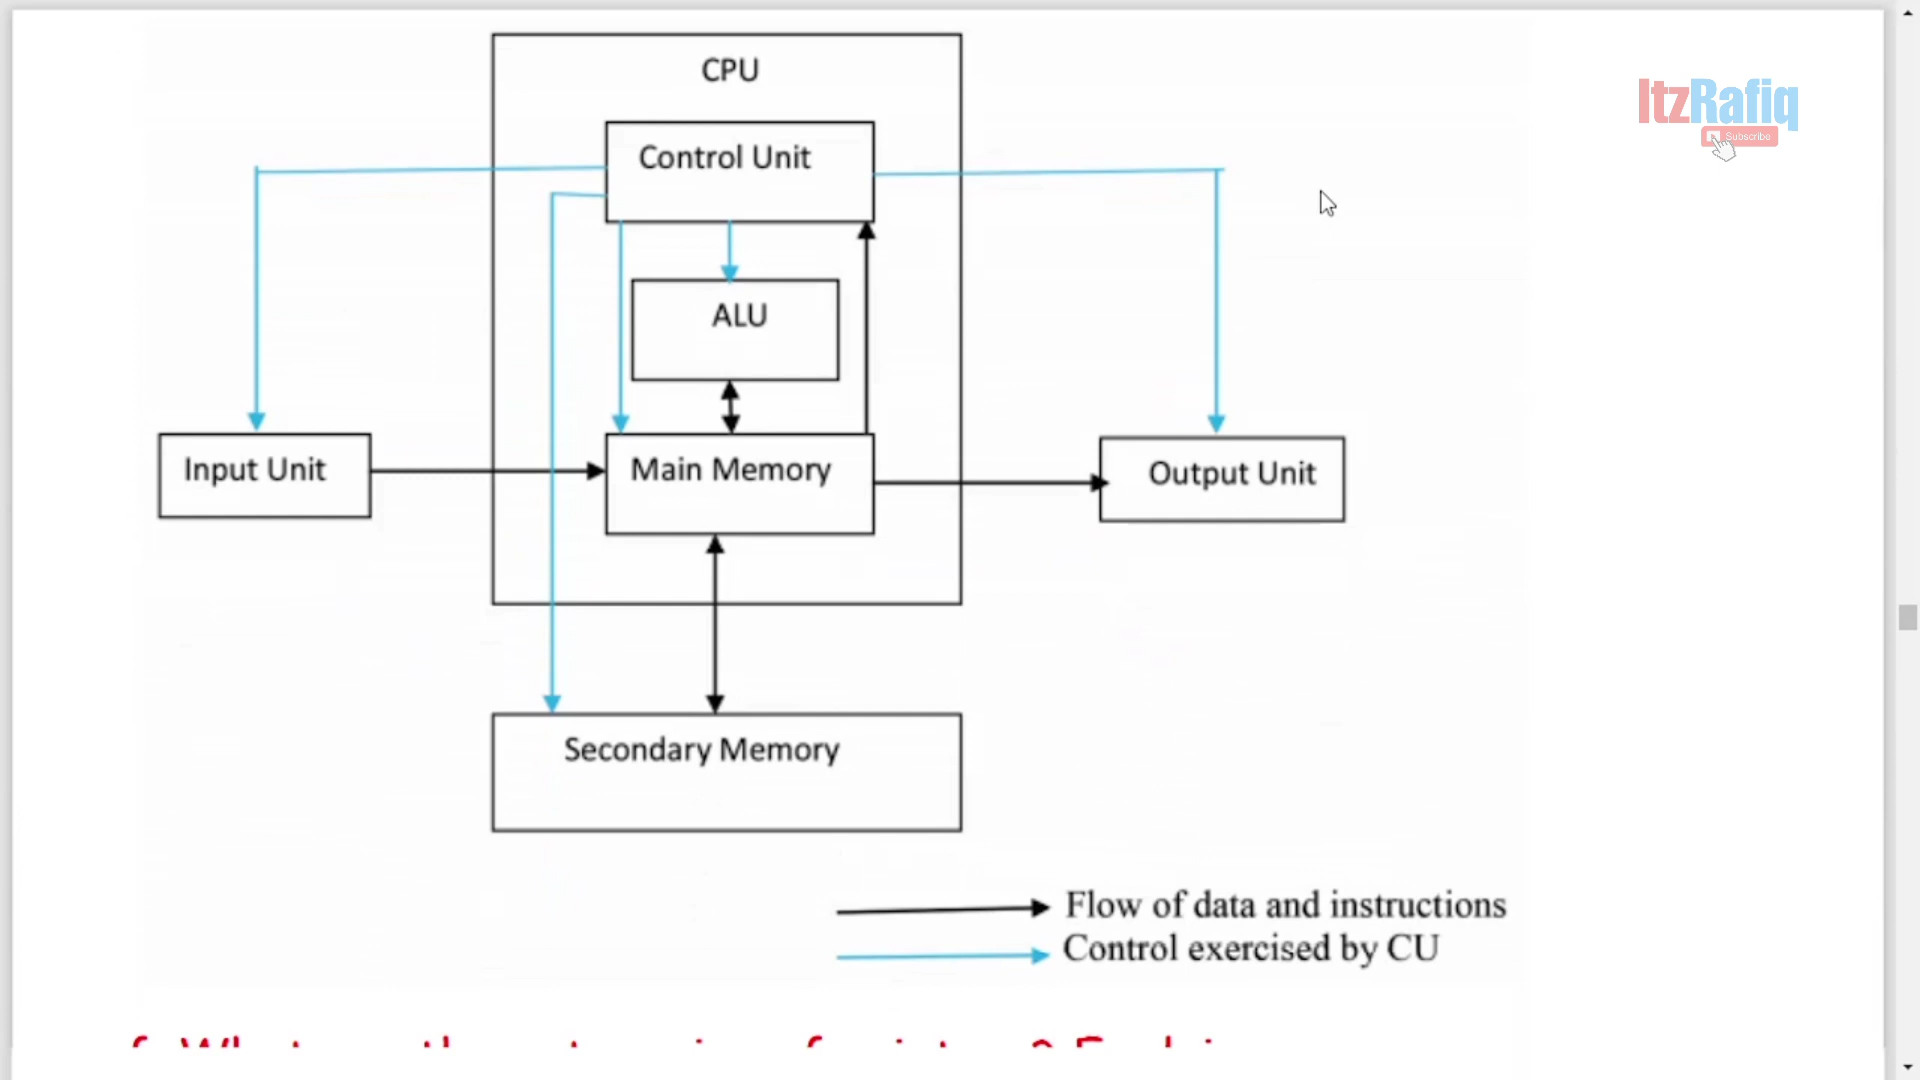 CPU
ItzRafiq
Subscribe
Control Unit
ALU
Input Unit
Main Memory
Output Unit
Secondary Memory
Flow of data and instructions
Control exercised by CU